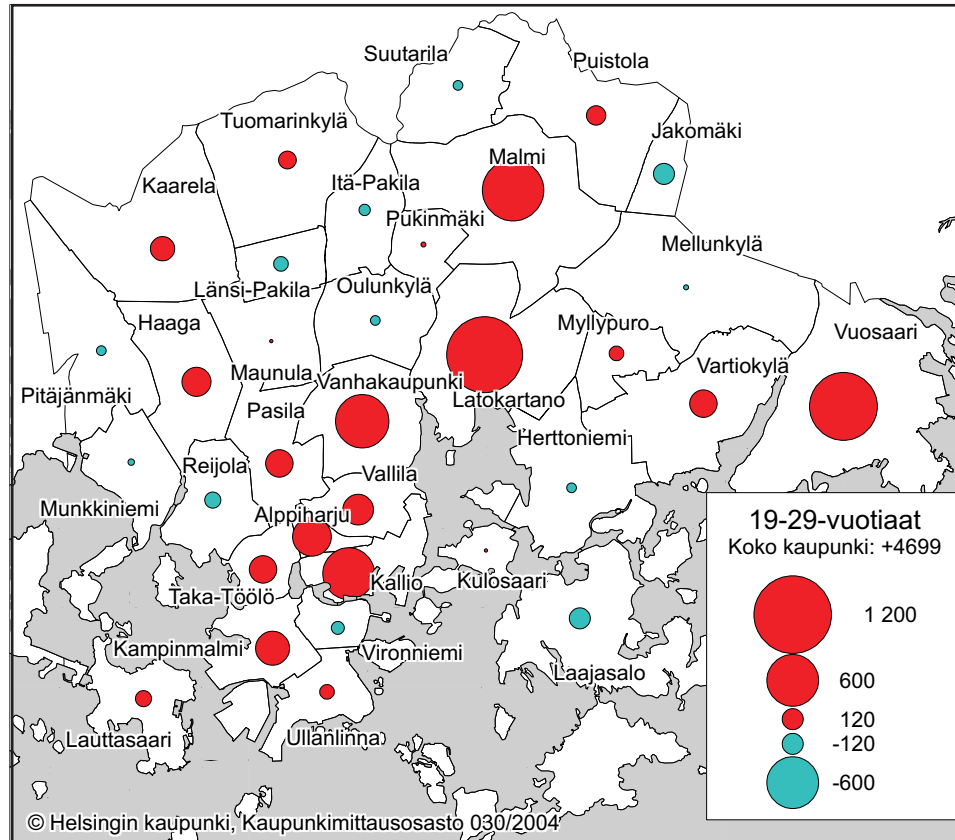 Suutarila
Puistola
Tuomarinkylä
Jakomäki
Malmi
Kaarela
Itä-Pakila
Pukinmäki
Mellunkylä
Länsi-Pakila
Oulunkylä
Haaga
Myllypuro
Vuosaari
Maunula
Vartiokylä
Pitäjänmäki
Vanhakaupunki
Latokartano
Pasila
Herttoniemi
Reijola
Vallila
Munkkiniemi
Alppiharju
Kallio
Kulosaari
Taka-Töölö
Kampinmalmi
Vironniemi
Laajasalo
Lauttasaari
Ullanlinna
19-29-vuotiaat
Koko kaupunki: +4699
1 200
600
120
-120
-600
© Helsingin kaupunki, Kaupunkimittausosasto 030/2004